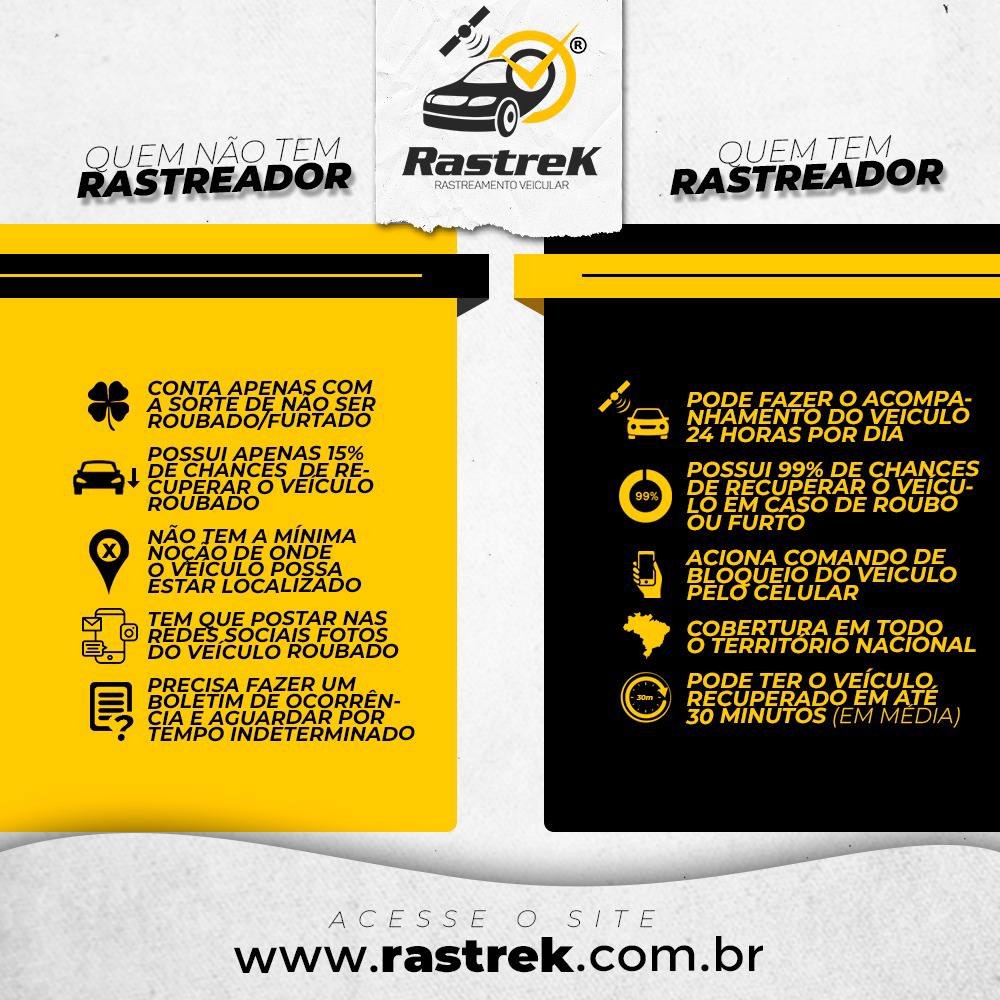 ®
RastreK
RASTREAMENTO VEICULAR
QUEM NÃO TEM
RASTREADOR
CONTA APENAS COM
A SORTE DE NÃO SER
ROUBADO/FURTADO
POSSUI APENAS 15%
DE CHANCES DE RE-
CUPERAR O VEÍCULO
ROUBADO
X
NÃO TEM A MÍNIMA
NOÇÃO DE ONDE
O VEÍCULO POSSA
ESTAR LOCALIZADO
TEM QUE POSTAR NAS
REDES SOCIAIS FOTOS
DO VEÍCULO ROUBADO
?
PRECISA FAZER UM
BOLETIM DE OCORRÊN-
CIA E AGUARDAR POR
TEMPO INDETERMINADO
QUEM TEM
RASTREADOR
PODE FAZER O ACOMPA-
NHAMENTO DO VEÍCULO
24 HORAS POR DIA
99%
POSSUI 99% DE CHANCES
DE RECUPERAR O VEÍCU-
LO EM CASO DE ROUBO
OU FURTO
ACIONA COMANDO DE
BLOQUEIO DO VEÍCULO
PELO CELULAR
COBERTURA EM TODO
O TERRITÓRIO NACIONAL
30m
PODE TER O VEÍCULO
RECUPERADO EM ATÉ
30 MINUTOS (EM MÉDIA)
ACESSE O SITE
www.rastrek.com.br